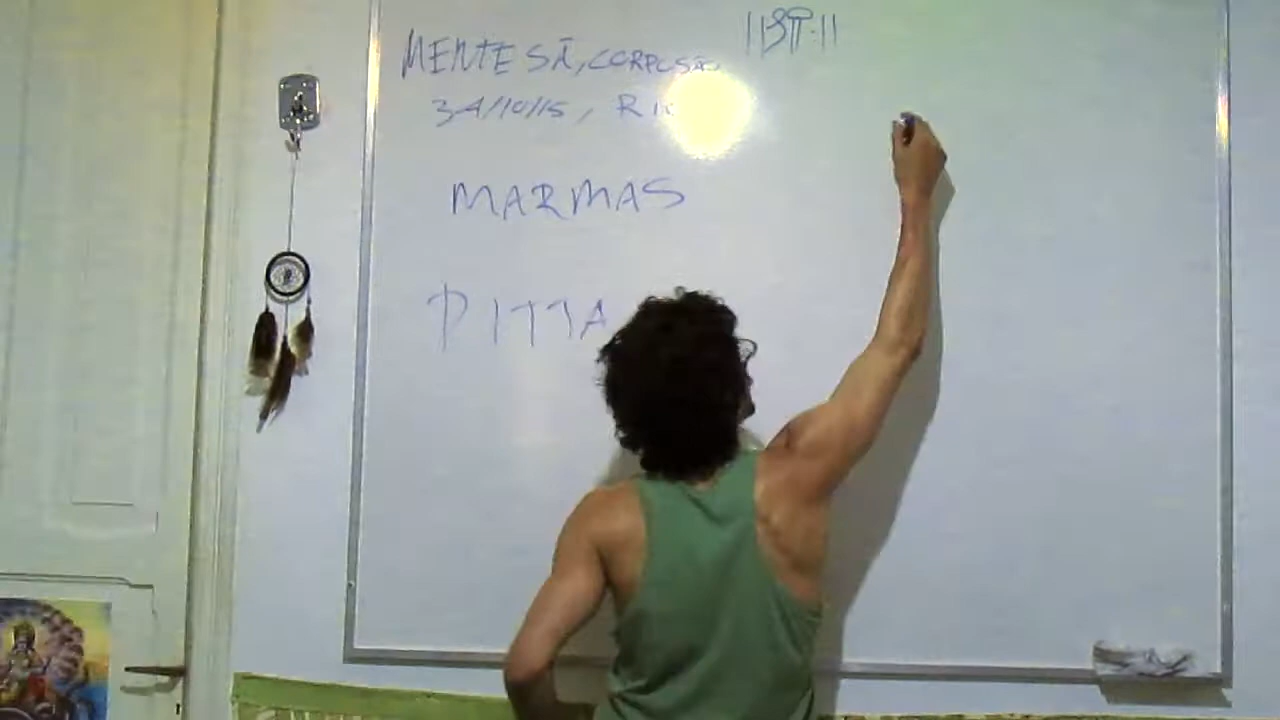 MENTE SÃ, CORPO SÃO
||श्रीः||
34/10/15, R
MARMAS
PITTA